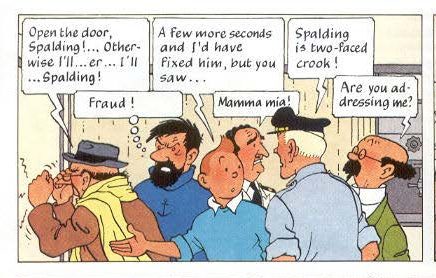 Open the door,
Spalding!... Other-
wise I'll... er... I'll
...Spalding!
Fraud!
A few more seconds
and I'd have
fixed him, but you
saw...
Mamma mia!
Spalding
is two-faced
crook!
Are you ad-
dressing me?